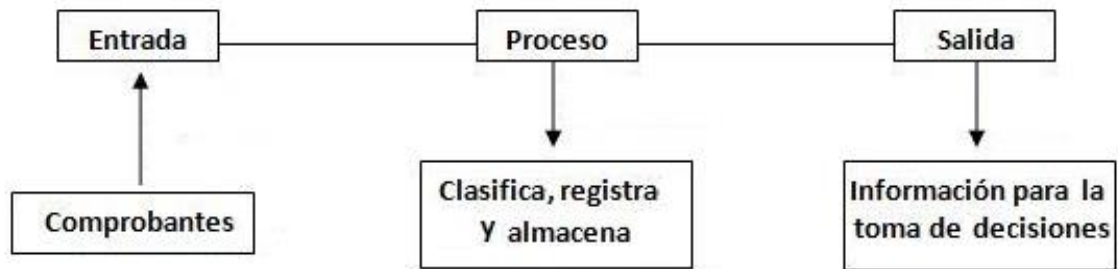 Entrada
Proceso
Salida
Comprobantes
Clasifica, registra
y almacena
Información para la
toma de decisiones